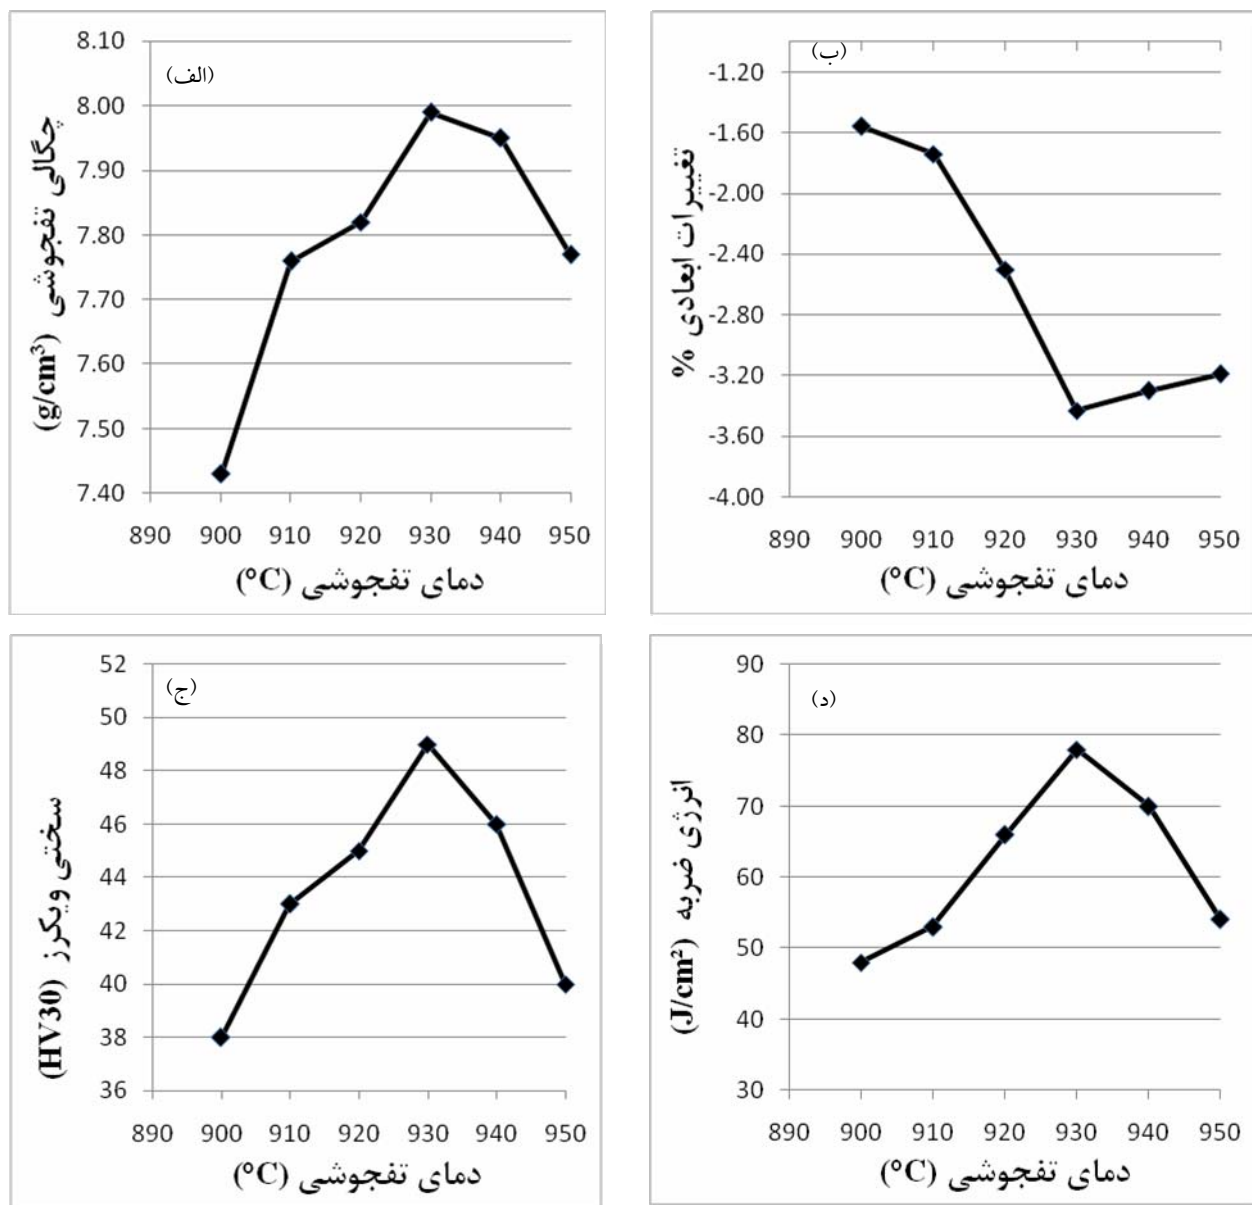 (الف)
چگالی تفجوشی (g/cm³)
8.10
8.00
7.90
7.80
7.70
7.60
7.50
7.40
890 900 910 920 930 940 950
دمای تفجوشی (°C)
(ب)
تغییرات ابعادی %
-1.20
-1.60
-2.00
-2.40
-2.80
-3.20
-3.60
-4.00
890 900 910 920 930 940 950
دمای تفجوشی (°C)
(ج)
سختی ویکرز (HV30)
52
50
48
46
44
42
40
38
36
890 900 910 920 930 940 950
دمای تفجوشی (°C)
(د)
انرژی ضربه (J/cm²)
90
80
70
60
50
40
30
890 900 910 920 930 940 950
دمای تفجوشی (°C)